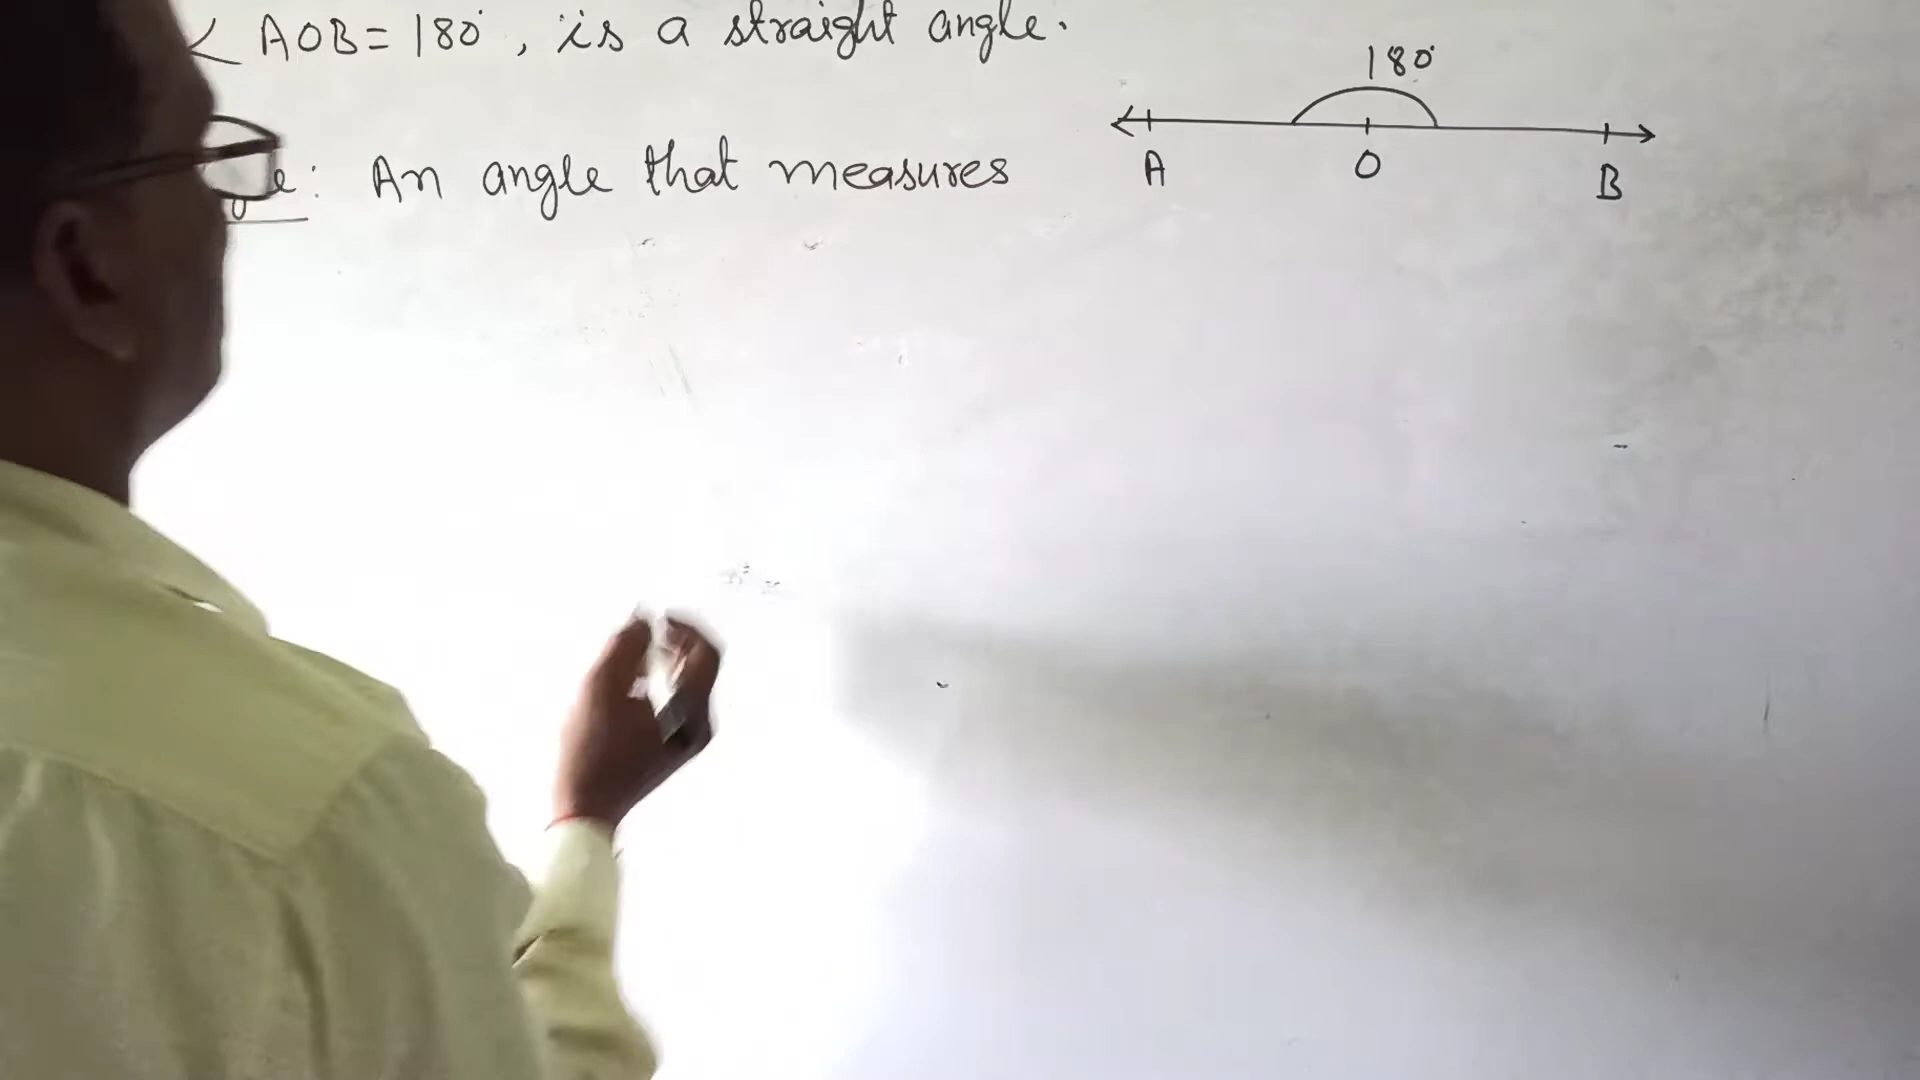 ∠AOB = 180°, is a straight angle.
180°
A O B
: An angle that measures